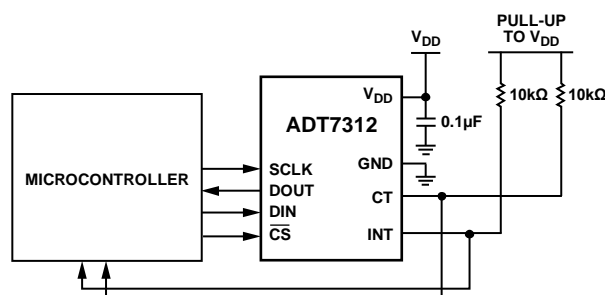 PULL-UP
TO VDD
VDD
10kΩ 10kΩ
VDD
ADT7312
0.1µF
GND
MICROCONTROLLER
SCLK
DOUT
DIN
CS
CT
INT